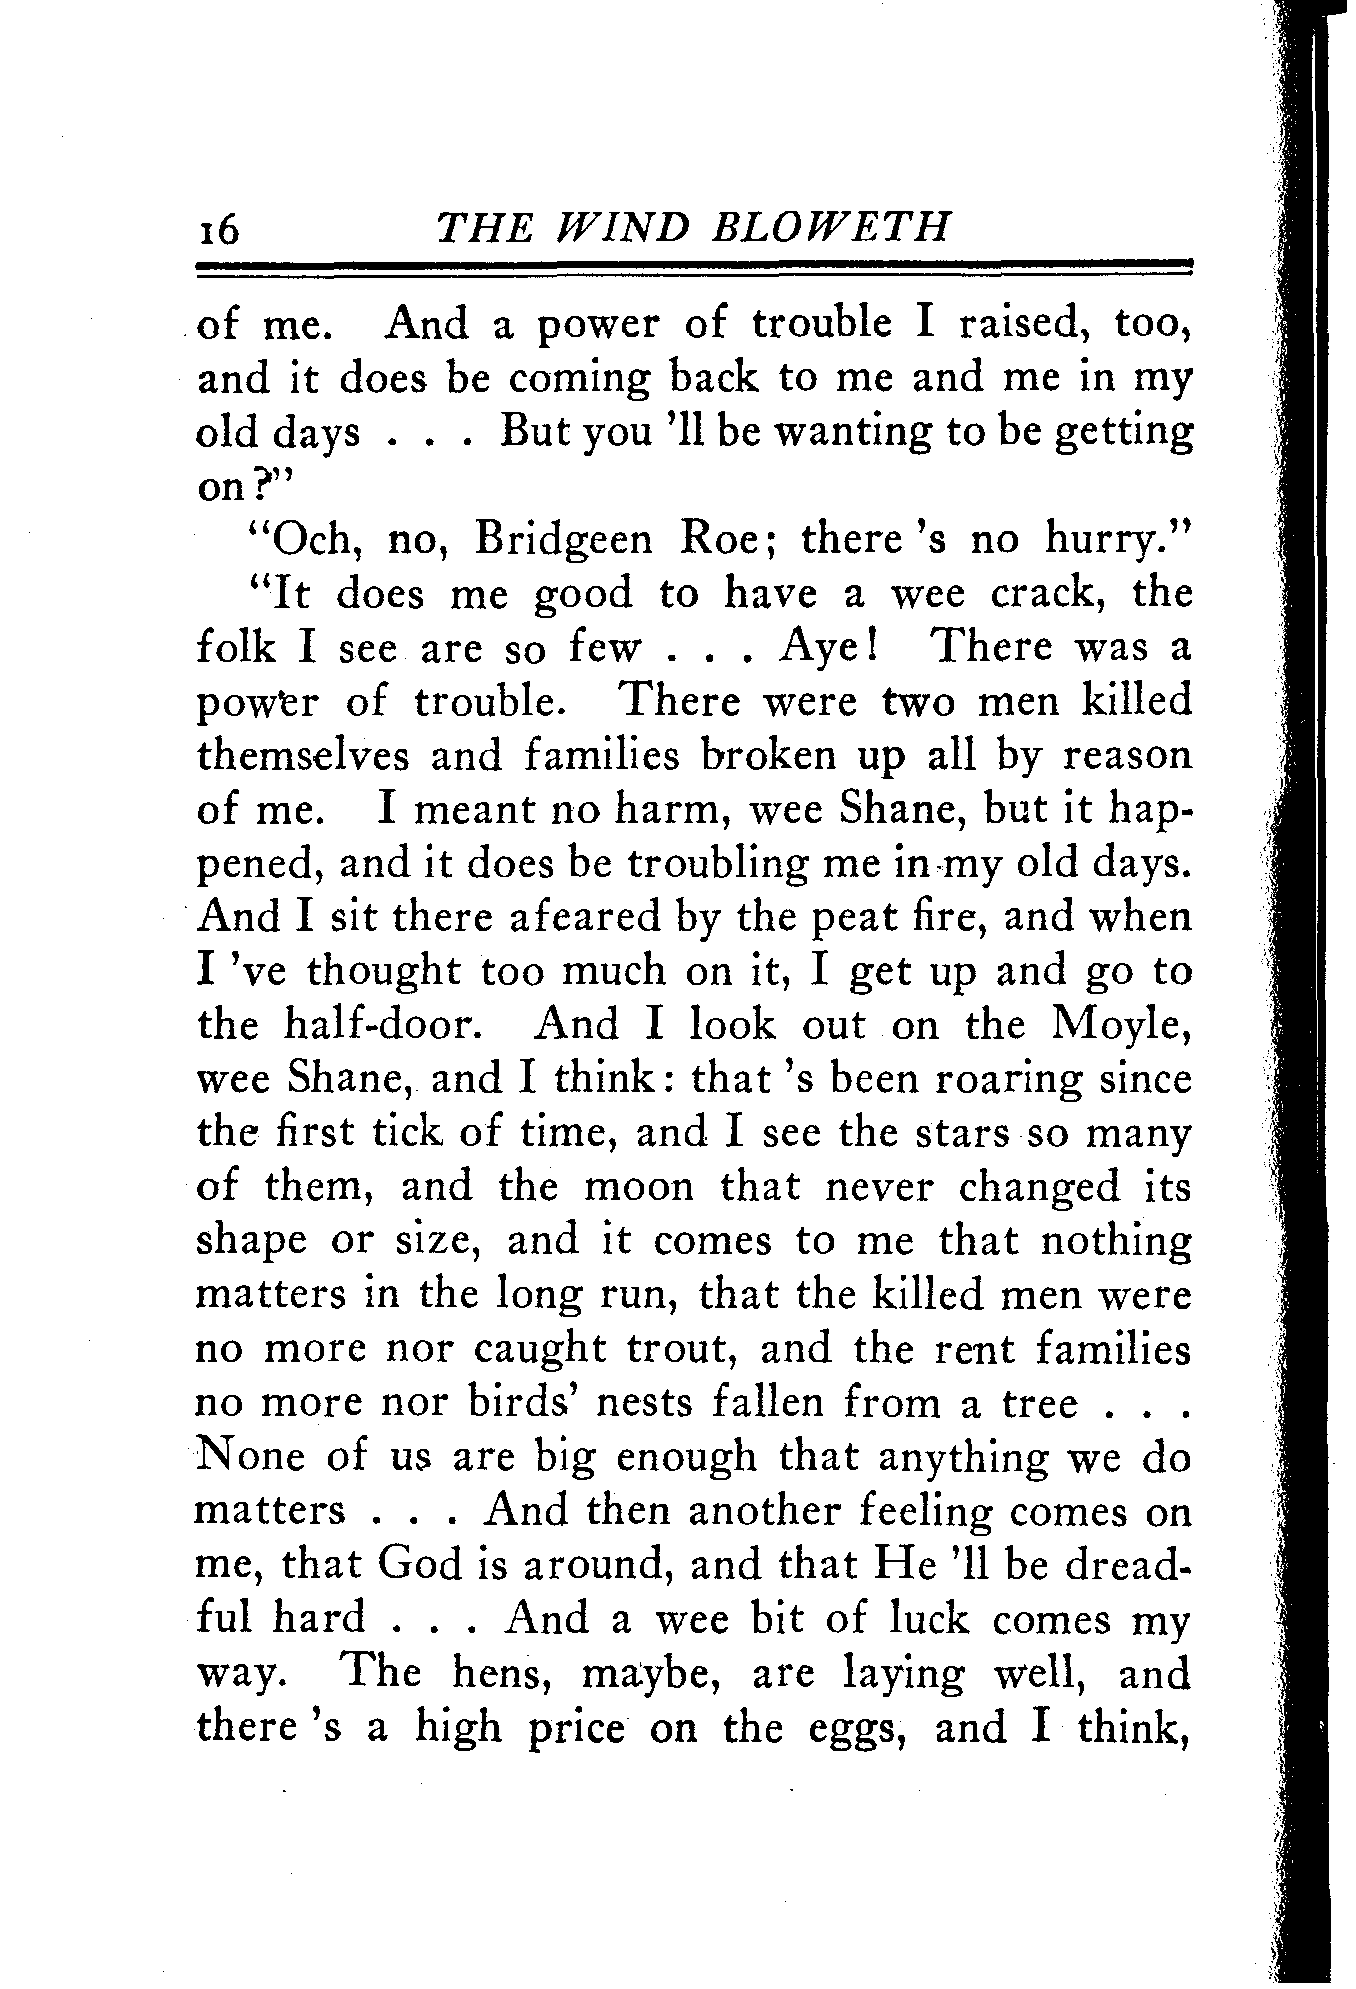 16 THE WIND BLOWETH
of me. And a power of trouble I raised, too,
and it does be coming back to me and me in my
old days . . . But you 'll be wanting to be getting
on?"
"Och, no, Bridgeen Roe; there 's no hurry."
"It does me good to have a wee crack, the
folk I see are so few . . . Aye! There was a
power of trouble. There were two men killed
themselves and families broken up all by reason
of me. I meant no harm, wee Shane, but it hap-
pened, and it does be troubling me in my old days.
And I sit there afeared by the peat fire, and when
I 've thought too much on it, I get up and go to
the half-door. And I look out on the Moyle,
wee Shane, and I think: that 's been roaring since
the first tick of time, and I see the stars so many
of them, and the moon that never changed its
shape or size, and it comes to me that nothing
matters in the long run, that the killed men were
no more nor caught trout, and the rent families
no more nor birds' nests fallen from a tree . . .
None of us are big enough that anything we do
matters . . . And then another feeling comes on
me, that God is around, and that He 'll be dread-
ful hard . . . And a wee bit of luck comes my
way. The hens, maybe, are laying well, and
there 's a high price on the eggs, and I think,